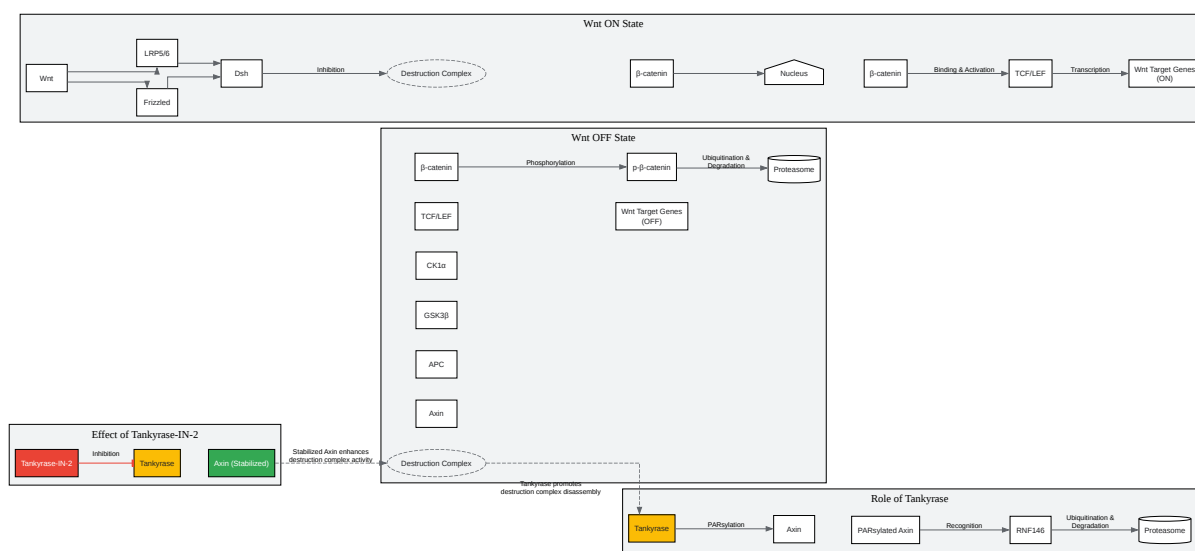 Wnt ON State
LRP5/6
Wnt
Dsh
Inhibition
Destruction Complex
β-catenin
Nucleus
β-catenin
Binding & Activation
TCF/LEF
Transcription
Wnt Target Genes
(ON)
Frizzled
Wnt OFF State
β-catenin
Phosphorylation
p-β-catenin
Ubiquitination &
Degradation
Proteasome
TCF/LEF
Wnt Target Genes
(OFF)
CK1α
GSK3β
APC
Axin
Effect of Tankyrase-IN-2
Tankyrase-IN-2
Inhibition
Tankyrase
Axin (Stabilized)
Stabilized Axin enhances
destruction complex activity
Destruction Complex
Tankyrase promotes
destruction complex disassembly
Role of Tankyrase
Tankyrase
PARsylation
Axin
PARsylated Axin
Recognition
RNF146
Ubiquitination &
Degradation
Proteasome